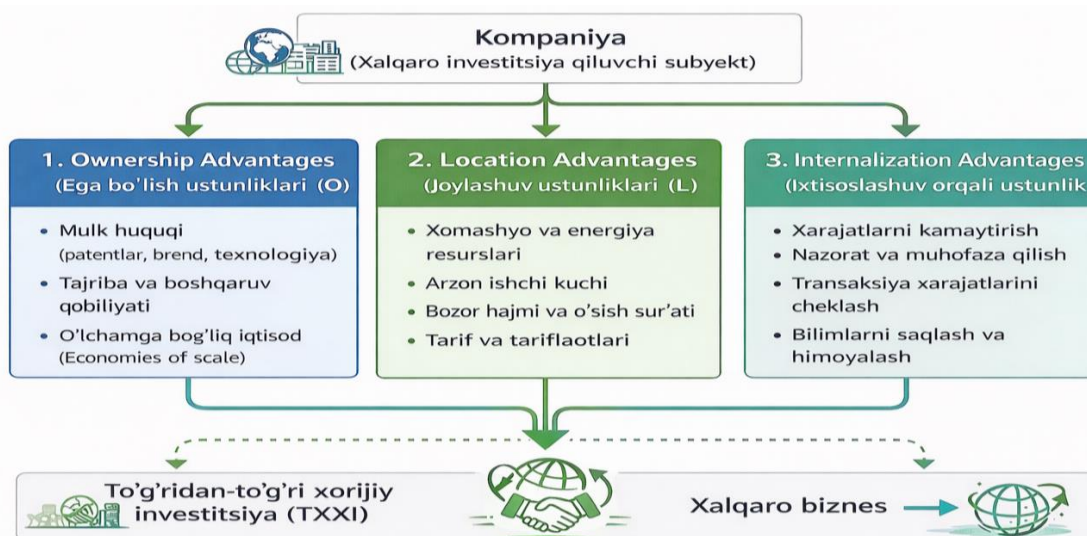 Kompaniya
(Xalqaro investitsiya qiluvchi subyekt)
1. Ownership Advantages
(Ega bo'lish ustunliklari (O)
• Mulk huquqi
(patentlar, brend, texnologiya)
• Tajriba va boshqaruv
qobiliyati
• O'lchamga bog'liq iqtisod
(Economies of scale)
2. Location Advantages
(Joylashuv ustunliklari (L)
• Xomashyo va energiya
resurslari
• Arzon ishchi kuchi
• Bozor hajmi va o'sish sur'ati
• Tarif va tariflaotlari
3. Internalization Advantages
(Ixtisoslashuv orqali ustunlik
• Xarajatlarni kamaytirish
• Nazorat va muhofaza qilish
• Transaksiya xarajatlarini
cheklash
• Bilimlarni saqlash va
himoyalash
To'g'ridan-to'g'ri xorijiy
investitsiya (TXXI)
Xalqaro biznes